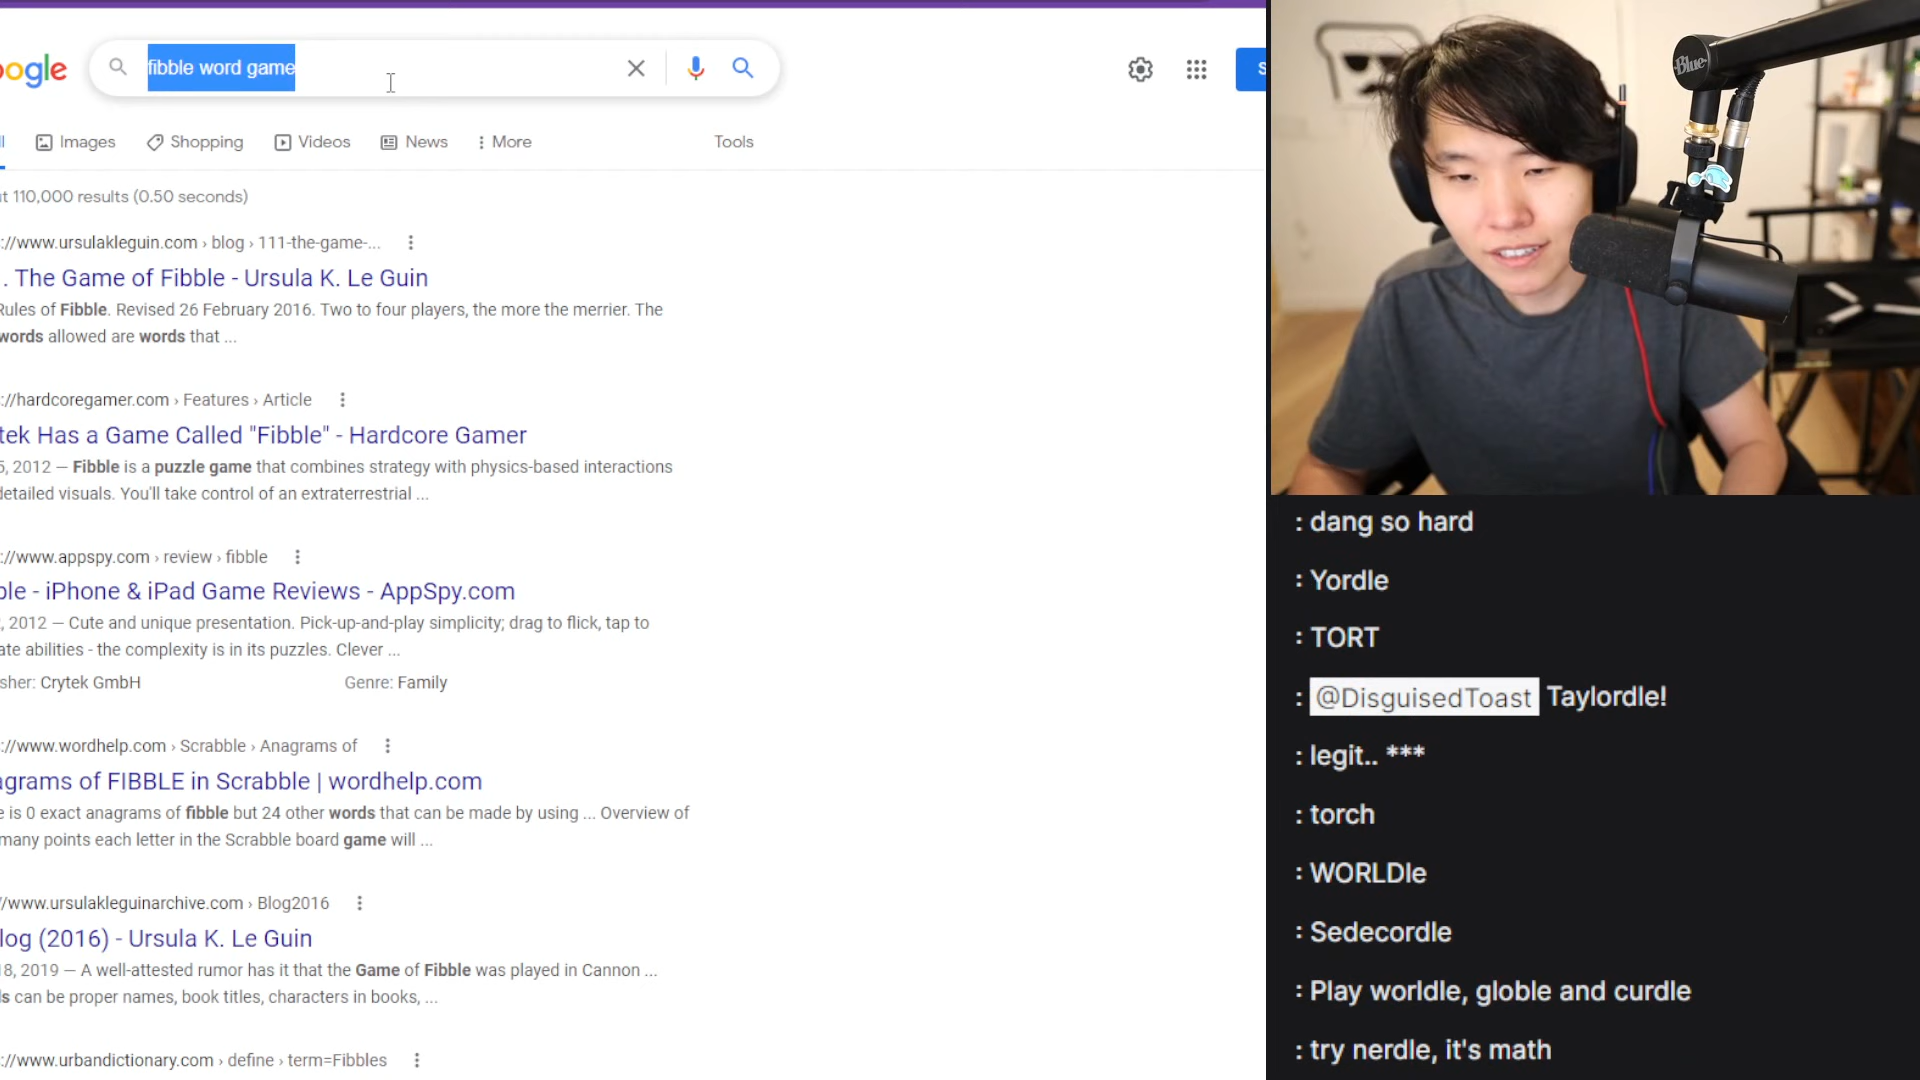 oogle
fibble word game
S
Images
Shopping
Videos
News
More
Tools
t 110,000 results (0.50 seconds)
://www.ursulakleguin.com › blog › 111-the-game-...
. The Game of Fibble - Ursula K. Le Guin
Rules of Fibble. Revised 26 February 2016. Two to four players, the more the merrier. The
words allowed are words that ...
://hardcoregamer.com › Features › Article
tek Has a Game Called "Fibble" - Hardcore Gamer
5, 2012 — Fibble is a puzzle game that combines strategy with physics-based interactions
detailed visuals. You'll take control of an extraterrestrial ...
://www.appspy.com › review › fibble
ble - iPhone & iPad Game Reviews - AppSpy.com
, 2012 — Cute and unique presentation. Pick-up-and-play simplicity; drag to flick, tap to
ate abilities - the complexity is in its puzzles. Clever ...
sher: Crytek GmbH
Genre: Family
://www.wordhelp.com › Scrabble › Anagrams of
agrams of FIBBLE in Scrabble | wordhelp.com
e is 0 exact anagrams of fibble but 24 other words that can be made by using ... Overview of
many points each letter in the Scrabble board game will ...
//www.ursulakleguinarchive.com › Blog2016
log (2016) - Ursula K. Le Guin
18, 2019 — A well-attested rumor has it that the Game of Fibble was played in Cannon ...
s can be proper names, book titles, characters in books, ...
://www.urbandictionary.com › define › term=Fibbles
Blue
: dang so hard
: Yordle
: TORT
: @DisguisedToast Taylordle!
: legit.. ***
: torch
: WORLDle
: Sedecordle
: Play worldle, globle and curdle
: try nerdle, it's math